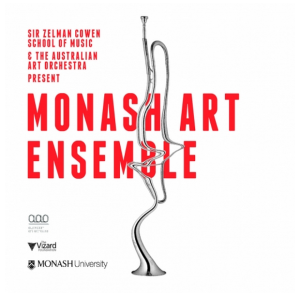 SIR ZELMAN COWEN
SCHOOL OF MUSIC
& THE AUSTRALIAN
ART ORCHESTRA
PRESENT
MONASH ART
ENSEMBLE
Vizard
MONASH University